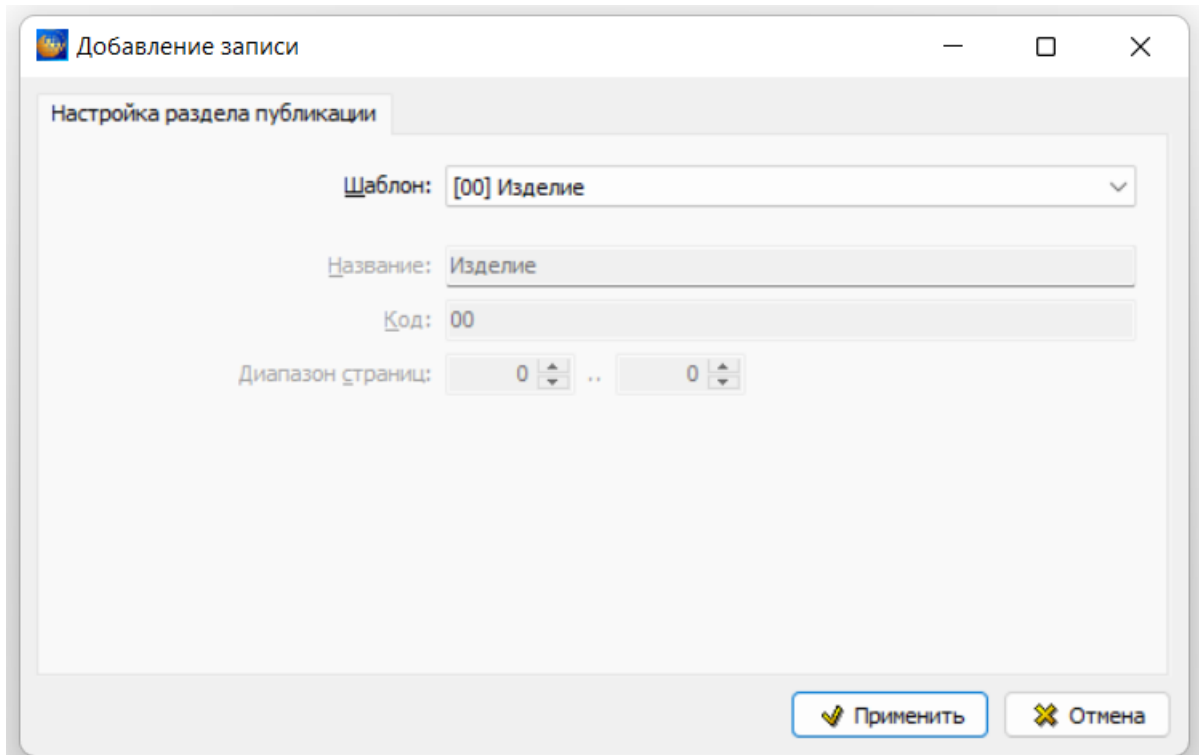 Добавление записи
Настройка раздела публикации
Шаблон: [00] Изделие
Название: Изделие
Код: 00
Диапазон страниц: 0 .. 0
Применить Отмена